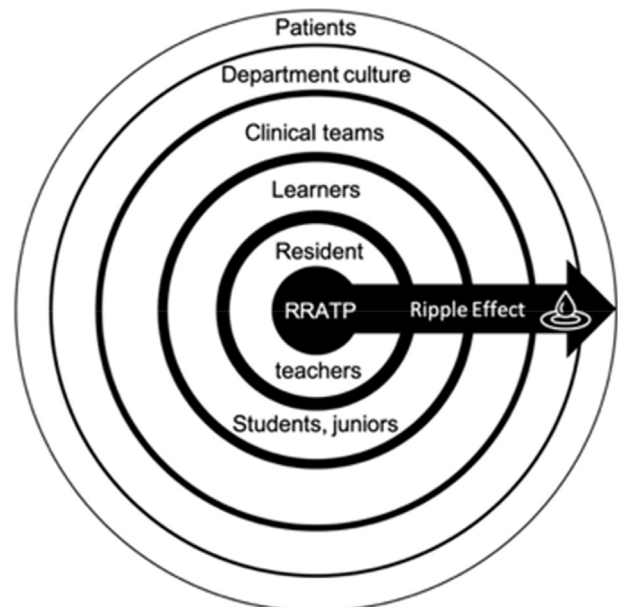 Patients
Department culture
Clinical teams
Learners
Resident
RRATP
Ripple Effect
teachers
Students, juniors